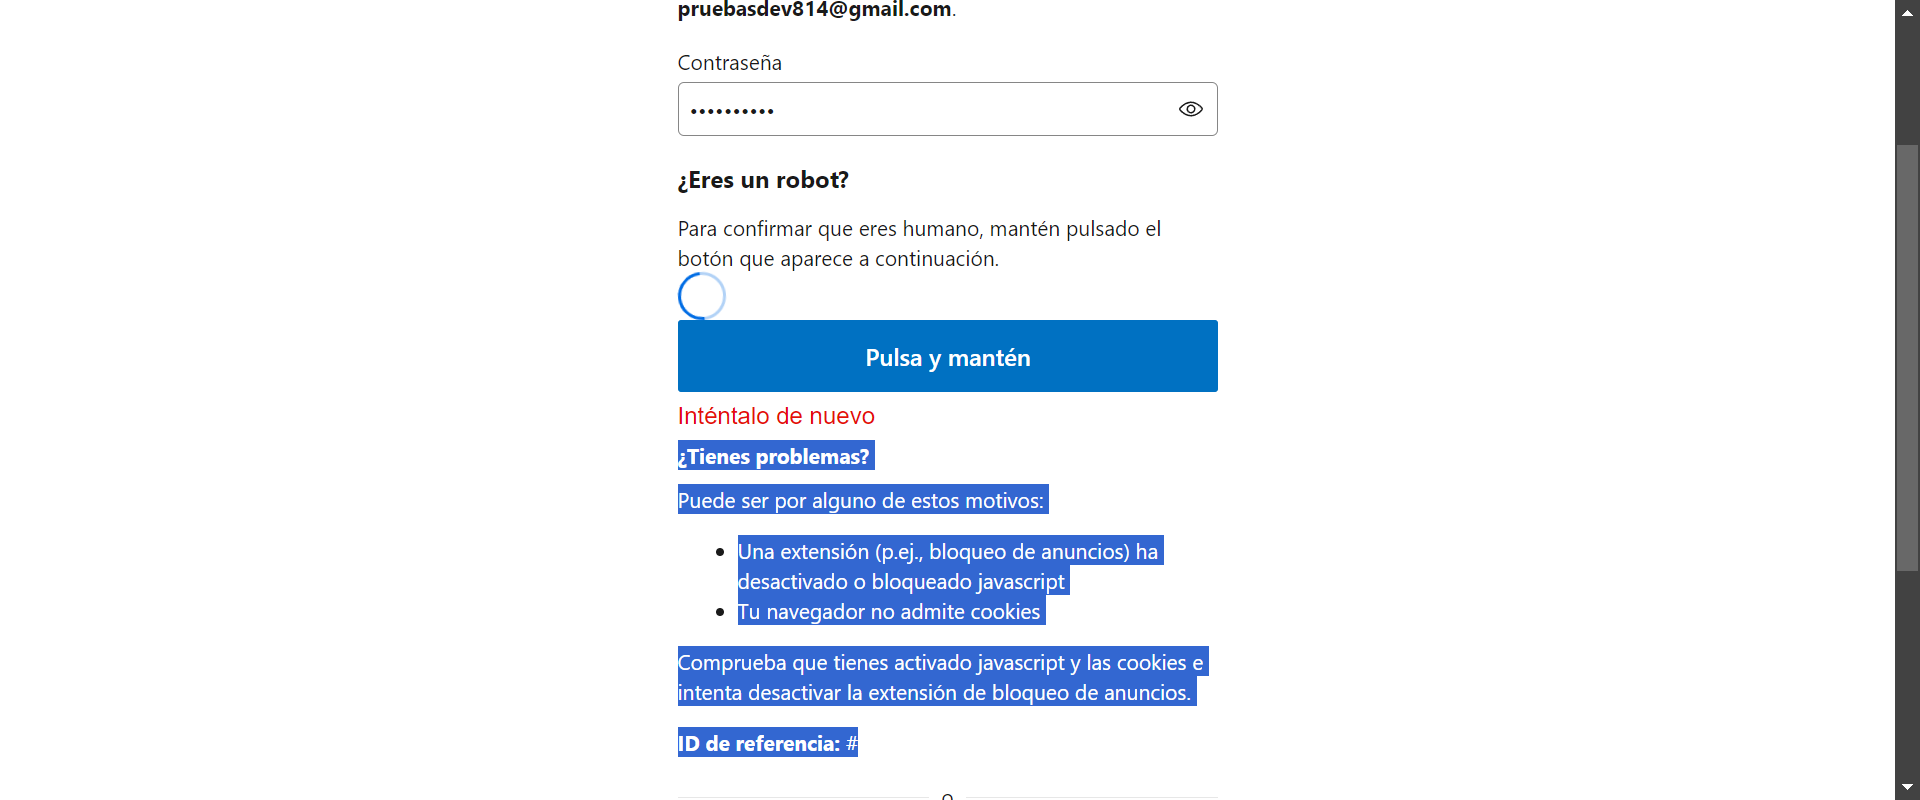 pruebasdev814@gmail.com.
Contraseña
••••••••••
¿Eres un robot?
Para confirmar que eres humano, mantén pulsado el
botón que aparece a continuación.
Pulsa y mantén
Inténtalo de nuevo
¿Tienes problemas?
Puede ser por alguno de estos motivos:
• Una extensión (p.ej., bloqueo de anuncios) ha
desactivado o bloqueado javascript
• Tu navegador no admite cookies
Comprueba que tienes activado javascript y las cookies e
intenta desactivar la extensión de bloqueo de anuncios.
ID de referencia: #